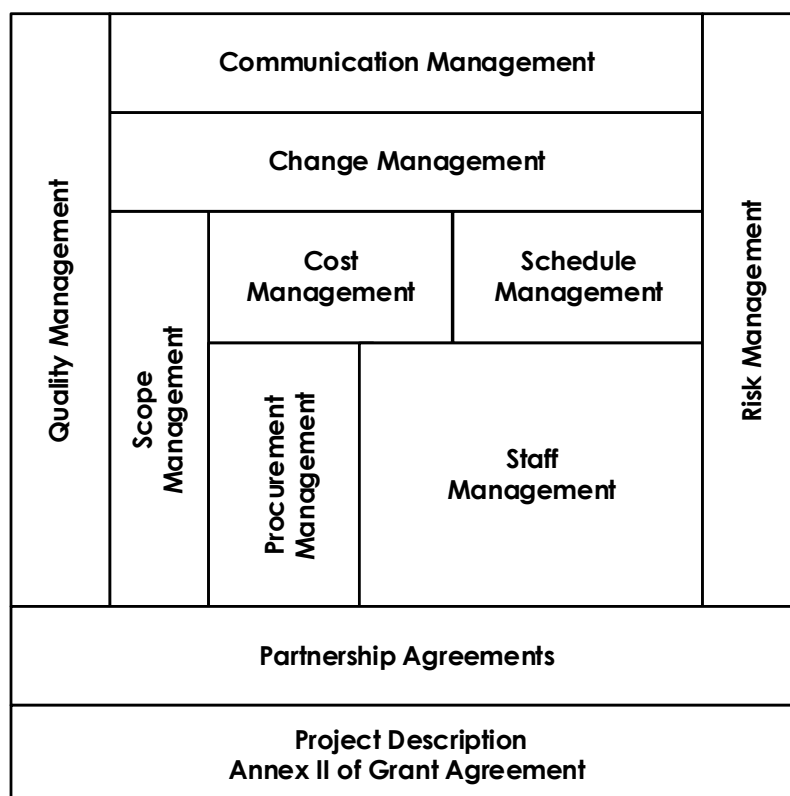 Communication Management
Change Management
Quality Management
Scope
Management
Cost
Management
Schedule
Management
Procurement
Management
Staff
Management
Risk Management
Partnership Agreements
Project Description
Annex II of Grant Agreement